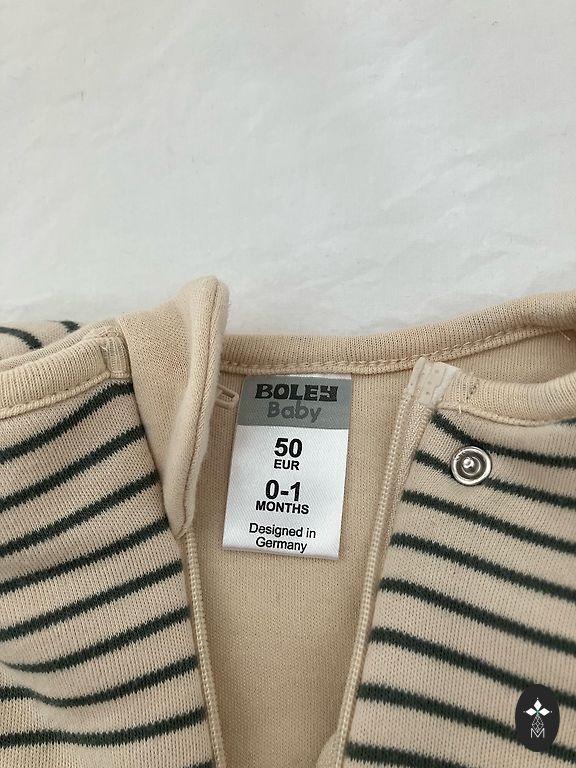 BOLEY
Baby
50
EUR
0-1
MONTHS
Designed in
Germany